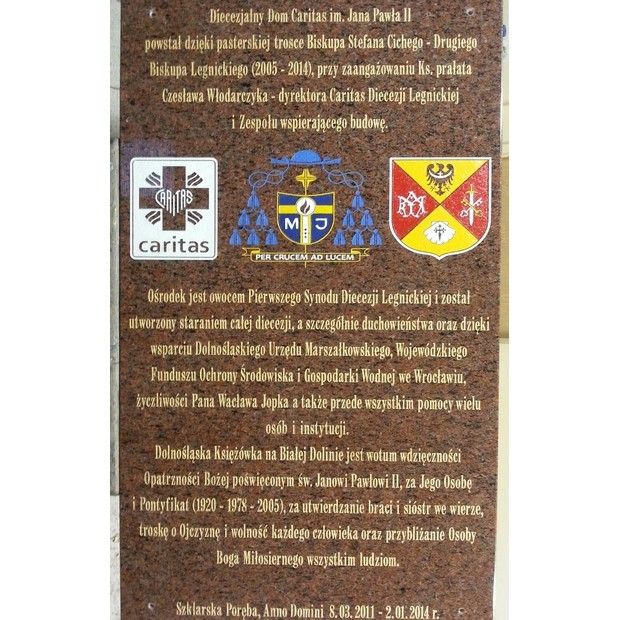 Diecezjalny Dom Caritas im. Jana Pawła II
powstał dzięki pasterskiej trosce Biskupa Stefana Cichego - Drugiego
Biskupa Legnickiego (2005 - 2014), przy zaangażowaniu Ks. prałata
Czesława Włodarczyka - dyrektora Caritas Diecezji Legnickiej
i Zespołu wspierającego budowę.
CARITAS
caritas
M J
PER CRUCEM AD LUCEM
Ośrodek jest owocem Pierwszego Synodu Diecezji Legnickiej i został
utworzony staraniem całej diecezji, a szczególnie duchowieństwa oraz dzięki
wsparciu Dolnośląskiego Urzędu Marszałkowskiego, Wojewódzkiego
Funduszu Ochrony Środowiska i Gospodarki Wodnej we Wrocławiu,
życzliwości Pana Wacława Jopka a także przede wszystkim pomocy wielu
osób i instytucji.
Dolnośląska Księżówka na Białej Dolinie jest wotum wdzięczności
Opatrzności Bożej poświęconym św. Janowi Pawłowi II, za Jego Osobę
i Pontyfikat (1920 - 1978 - 2005), za utwierdzanie braci i sióstr we wierze,
troskę o Ojczyznę i wolność każdego człowieka oraz przybliżanie Osoby
Boga Miłosiernego wszystkim ludziom.
Szklarska Poręba, Anno Domini 8.03.2011 - 2.01.2014 r.